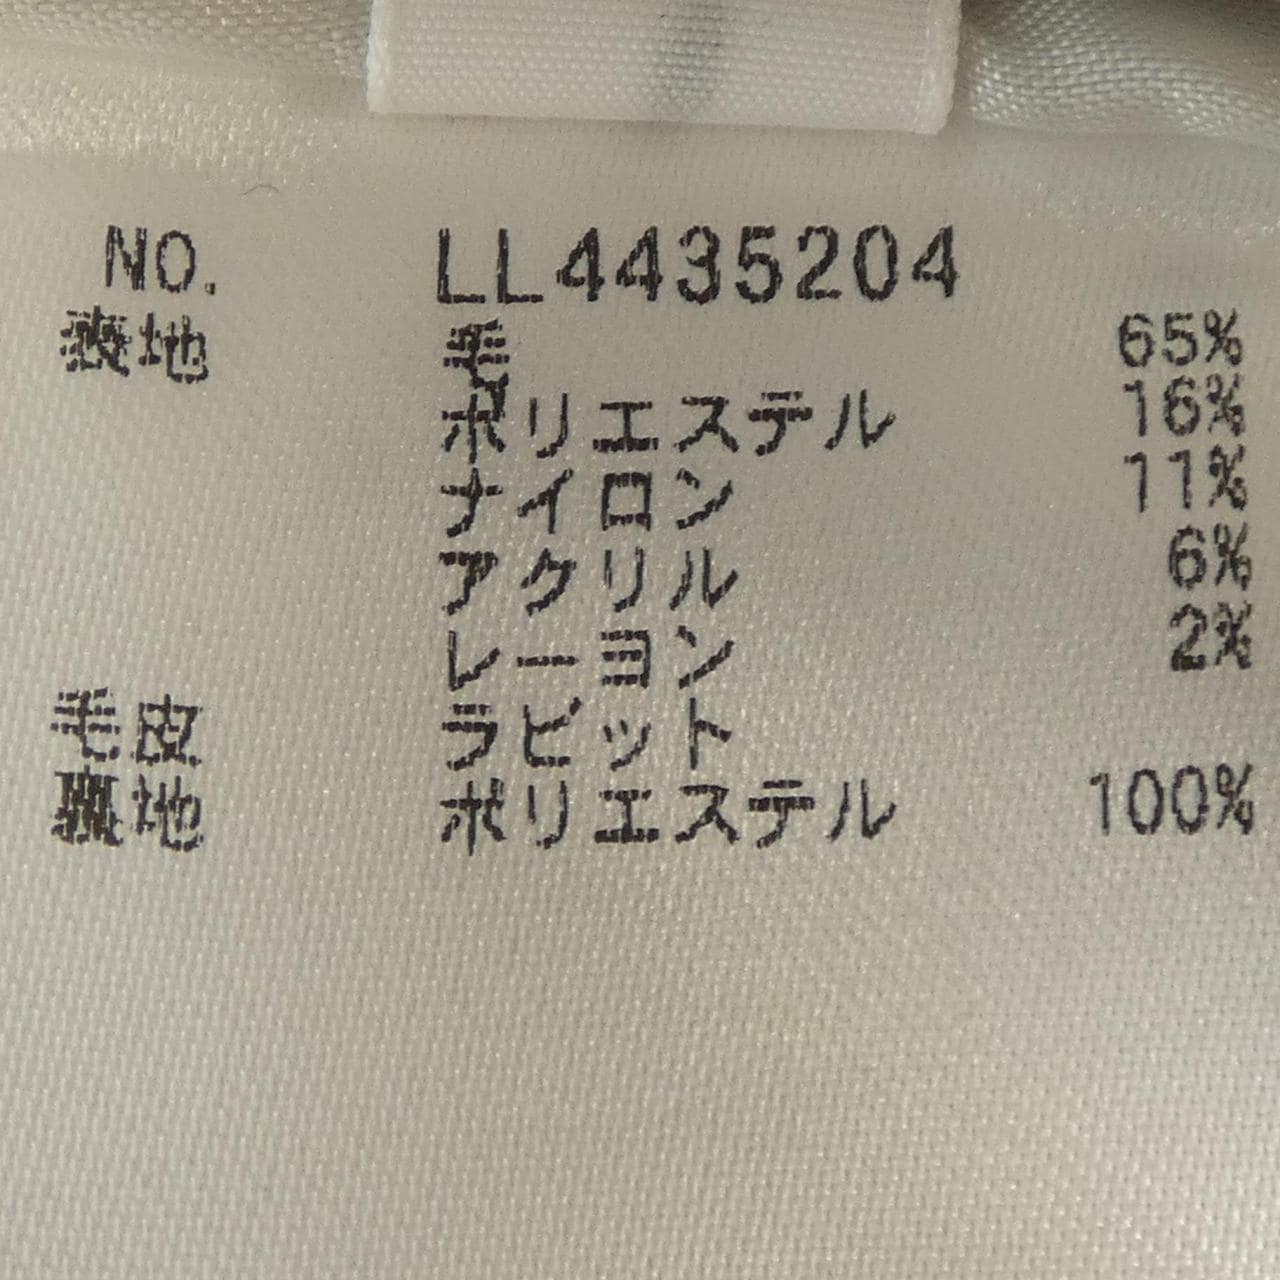 NO. LL4435204
表地 毛 65%
ポリエステル 16%
ナイロン 11%
アクリル 6%
レーヨン 2%
毛皮 ラビット
裏地 ポリエステル 100%